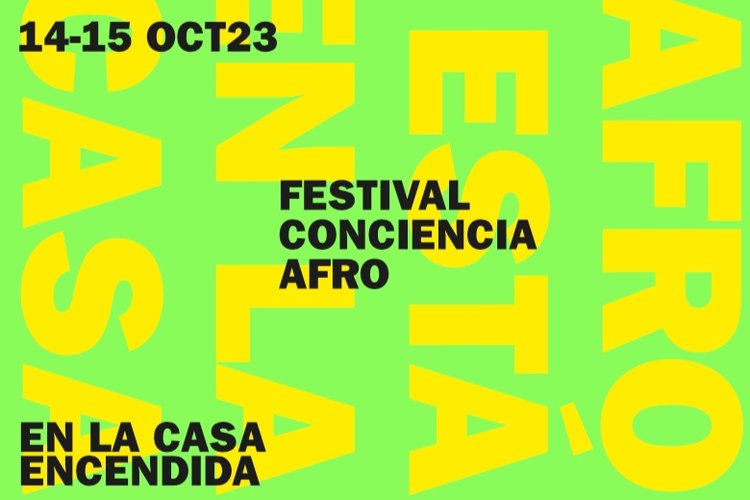 14-15 OCT23
FESTIVAL
CONCIENCIA
AFRO
EN LA CASA
ENCENDIDA
AFRO
ESTÁ
EN LA
CASA